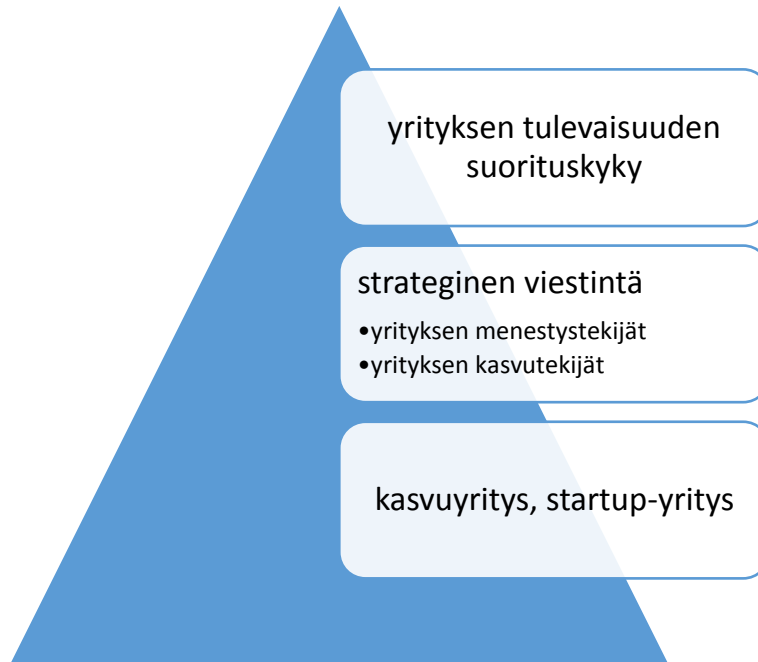 yrityksen tulevaisuuden
suorituskyky
strateginen viestintä
•yrityksen menestystekijät
•yrityksen kasvutekijät
kasvuyritys, startup-yritys